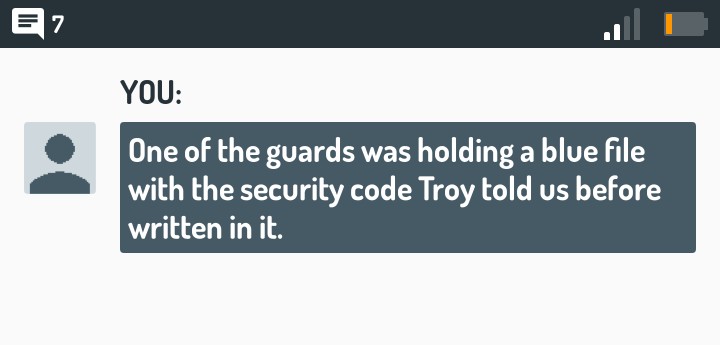 7
YOU:
One of the guards was holding a blue file
with the security code Troy told us before
written in it.